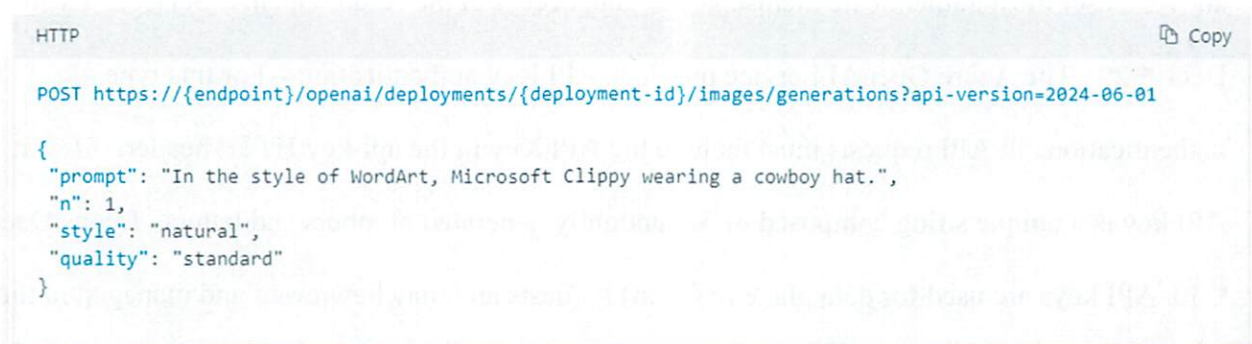 HTTP
Copy
POST https://{endpoint}/openai/deployments/{deployment-id}/images/generations?api-version=2024-06-01
{
"prompt": "In the style of WordArt, Microsoft Clippy wearing a cowboy hat.",
"n": 1,
"style": "natural",
"quality": "standard"
}